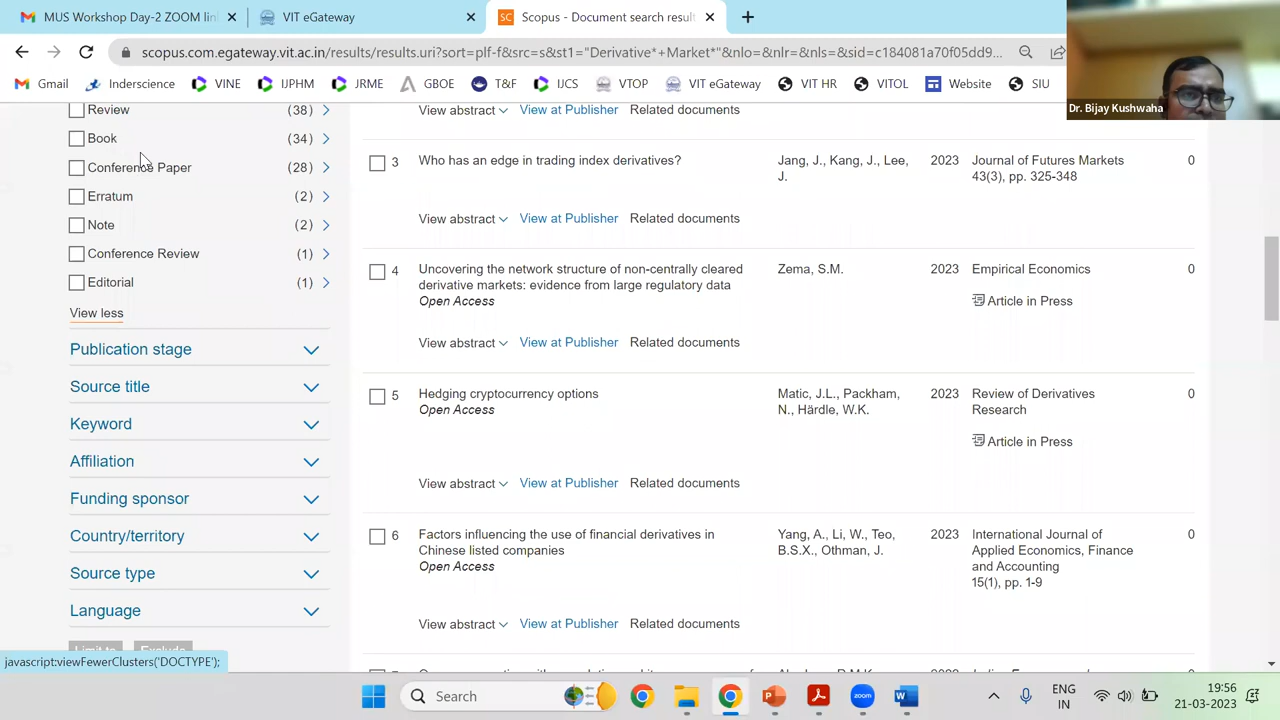 MUS Workshop Day-2 ZOOM lin
VIT eGateway
SC
Scopus - Document search result
scopus.com.egateway.vit.ac.in/results/results.uri?sort=plf-f&src=s&st1="Derivative*+Market*"&nlo=&nlr=&nls=&sid=c184081a70f05dd9...
Gmail
Inderscience
VINE
IJPHM
JRME
GBOE
T&F
IJCS
VTOP
VIT eGateway
VIT HR
VITOL
Website
SIU
Dr. Bijay Kushwaha
Review (38)
Book (34)
Conference Paper (28)
Erratum (2)
Note (2)
Conference Review (1)
Editorial (1)
View less
Publication stage
Source title
Keyword
Affiliation
Funding sponsor
Country/territory
Source type
Language
Limit to Exclude
View abstract View at Publisher Related documents
3 Who has an edge in trading index derivatives? Jang, J., Kang, J., Lee, 2023 Journal of Futures Markets 0
J. 43(3), pp. 325-348
View abstract View at Publisher Related documents
4 Uncovering the network structure of non-centrally cleared Zema, S.M. 2023 Empirical Economics 0
derivative markets: evidence from large regulatory data
Open Access Article in Press
View abstract View at Publisher Related documents
5 Hedging cryptocurrency options Matic, J.L., Packham, 2023 Review of Derivatives 0
Open Access N., Härdle, W.K. Research
Article in Press
View abstract View at Publisher Related documents
6 Factors influencing the use of financial derivatives in Yang, A., Li, W., Teo, 2023 International Journal of 0
Chinese listed companies B.S.X., Othman, J. Applied Economics, Finance
Open Access and Accounting
15(1), pp. 1-9
View abstract View at Publisher Related documents
javascript:viewFewerClusters('DOCTYPE');
Search
zoom
ENG
IN
19:56
21-03-2023